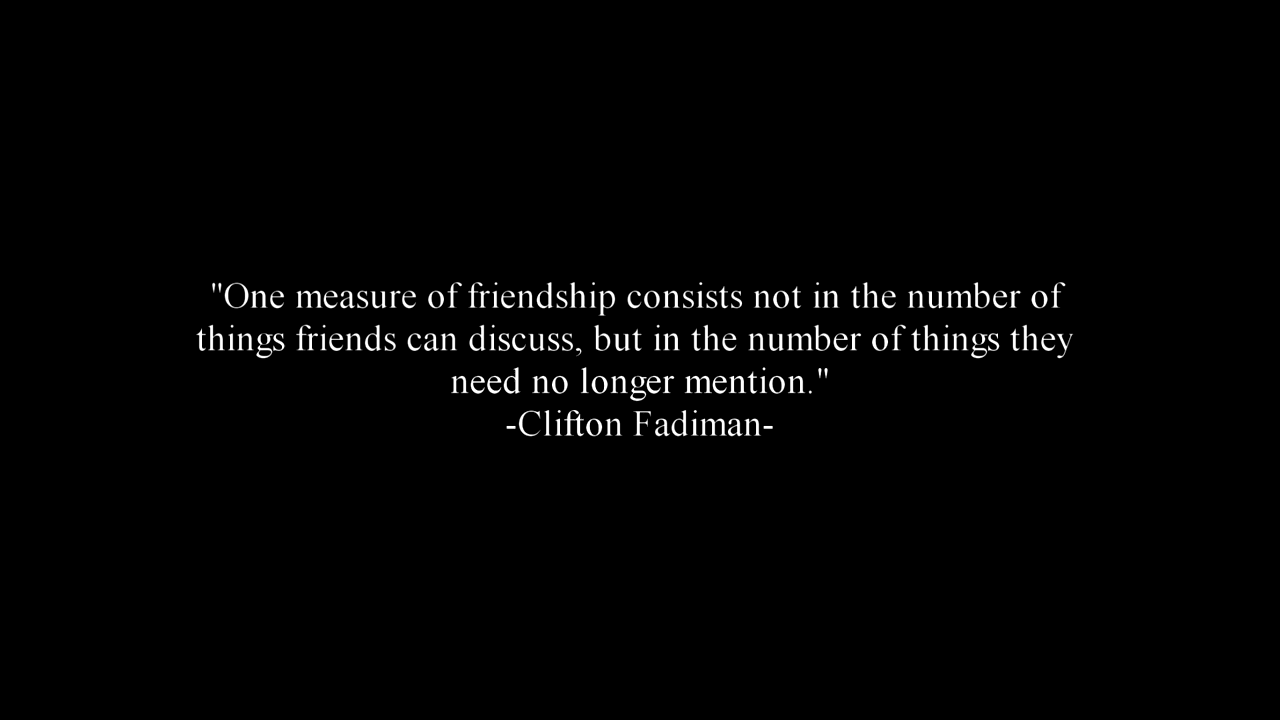 "One measure of friendship consists not in the number of
things friends can discuss, but in the number of things they
need no longer mention."
-Clifton Fadiman-